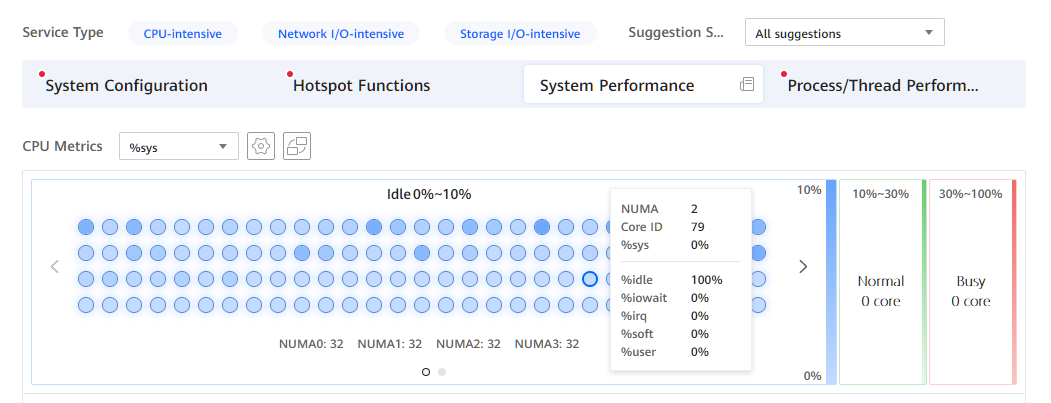 Service Type CPU-intensive Network I/O-intensive Storage I/O-intensive Suggestion S... All suggestions
System Configuration Hotspot Functions System Performance Process/Thread Perform...
CPU Metrics %sys
Idle 0%~10%
10%
0%
NUMA 2
Core ID 79
%sys 0%
%idle 100%
%iowait 0%
%irq 0%
%soft 0%
%user 0%
NUMA0: 32 NUMA1: 32 NUMA2: 32 NUMA3: 32
10%~30%
Normal
0 core
30%~100%
Busy
0 core